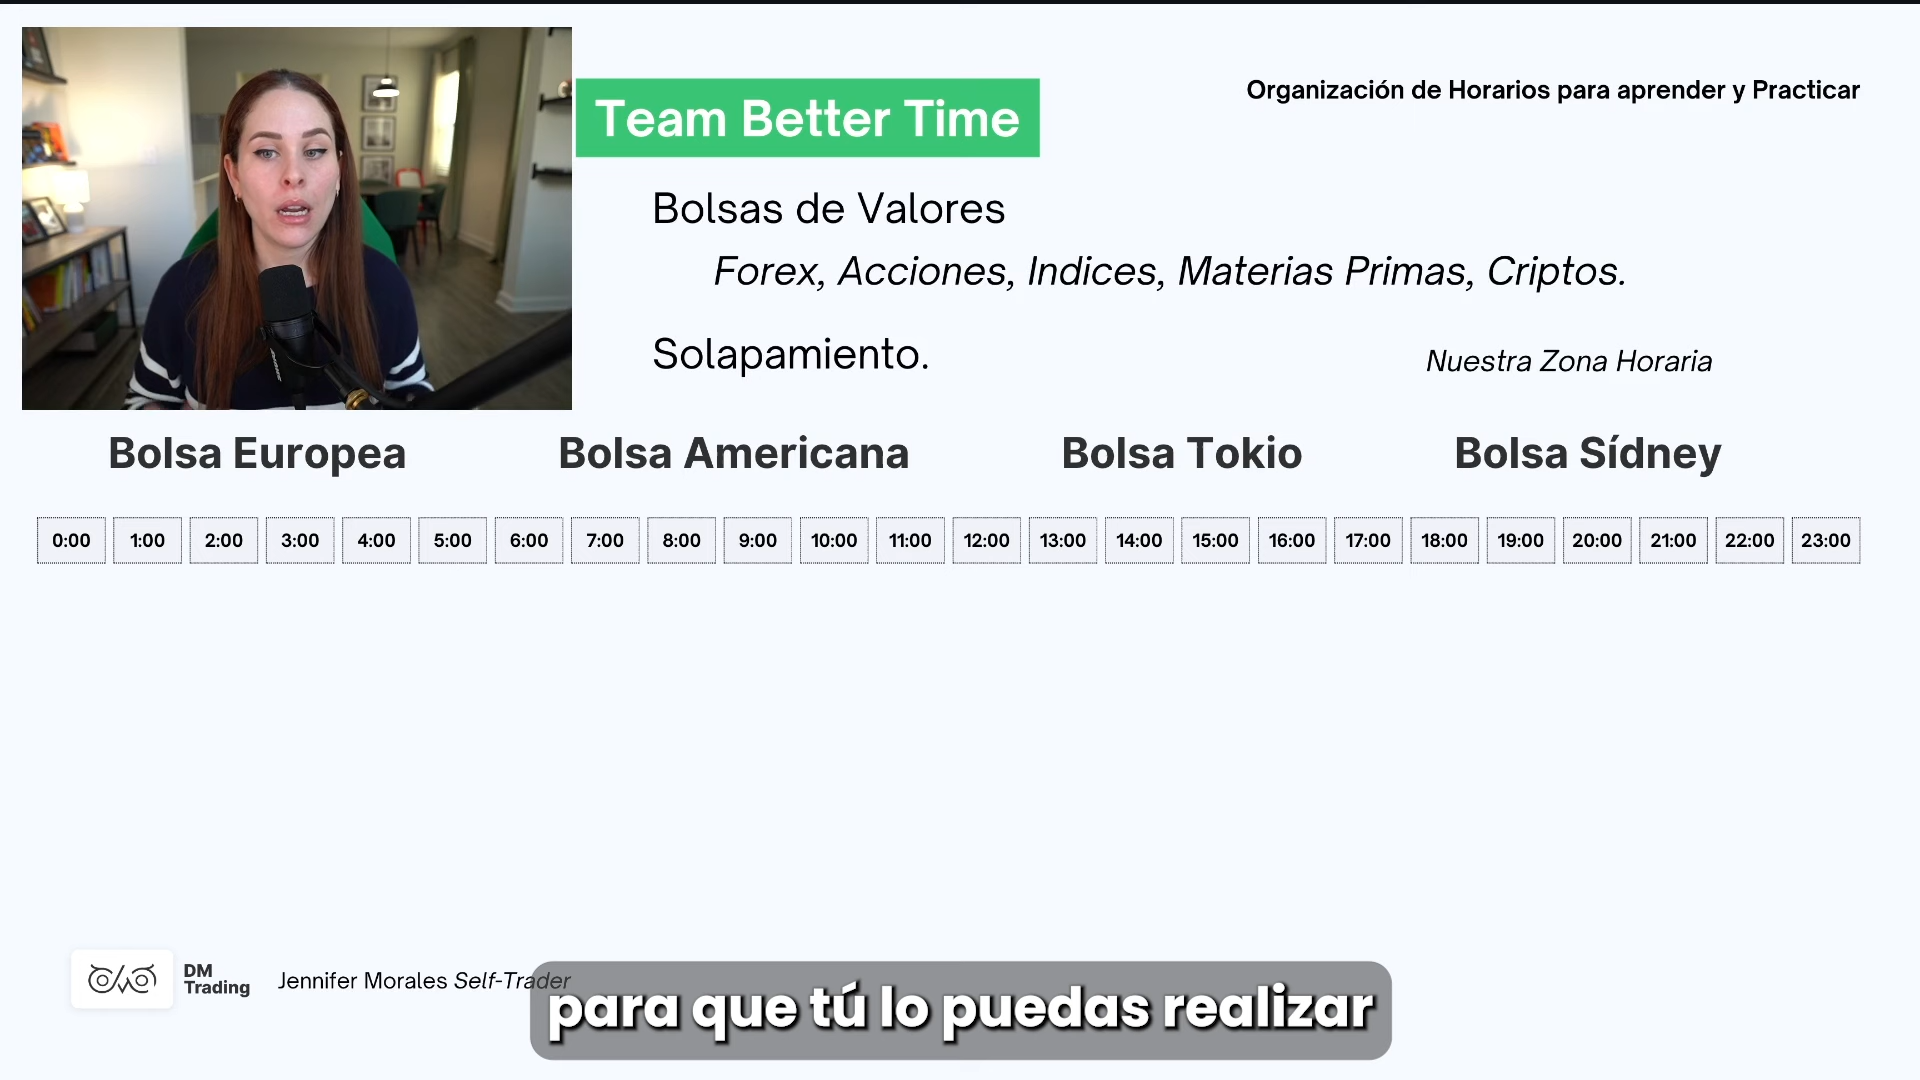 Team Better Time
Organización de Horarios para aprender y Practicar
Bolsas de Valores
Forex, Acciones, Indices, Materias Primas, Criptos.
Solapamiento.
Nuestra Zona Horaria
Bolsa Europea Bolsa Americana Bolsa Tokio Bolsa Sídney
0:00 1:00 2:00 3:00 4:00 5:00 6:00 7:00 8:00 9:00 10:00 11:00 12:00 13:00 14:00 15:00 16:00 17:00 18:00 19:00 20:00 21:00 22:00 23:00
DM
Trading
Jennifer Morales Self-Trader
para que tú lo puedas realizar